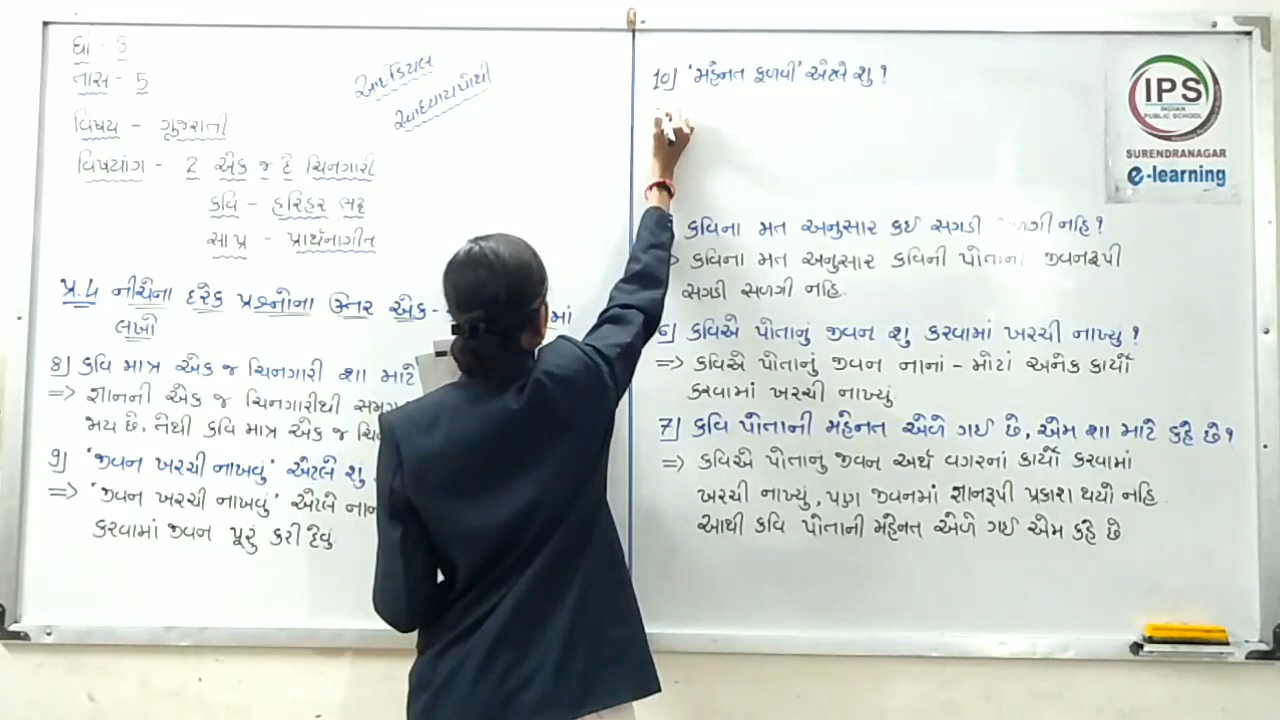 ધો - 6
તાસ - 5
વિષય - ગુજરાતી
વિષયાંગ - 2 એક જ દે ચિનગારી
કવિ - હરિહર ભટ્ટ
સા પ્ર - પ્રાર્થનાગીત
આઈડિયલ
સ્વાધ્યાયપોથી
પ્ર.4 નીચેના દરેક પ્રશ્નોના ઉત્તર એક-
માં
લખો
8) કવિ માત્ર એક જ ચિનગારી શા માટે
=> જ્ઞાનની એક જ ચિનગારીથી
મય છે. તેથી કવિ માત્ર એક જ
9) 'જીવન ખરચી નાખવું' એટલે શુ
=> 'જીવન ખરચી નાખવું' એટલે
કરવામાં જીવન પૂરું કરી દેવું.
10) 'મહેનત ફળવી' એટલે શુ ?
કવિના મત અનુસાર કઈ સગડી સળગી નહિ ?
કવિના મત અનુસાર કવિની પોતાની જીવનરૂપી
સગડી સળગી નહિ.
6) કવિએ પોતાનું જીવન શુ કરવામાં ખરચી નાખ્યુ ?
=> કવિએ પોતાનું જીવન નાનાં - મોટાં અનેક કાર્યો
કરવામાં ખરચી નાખ્યું.
7) કવિ પોતાની મહેનત એળે ગઈ છે, એમ શા માટે કહે છે ?
=> કવિએ પોતાનુ જીવન અર્થ વગરનાં કાર્યો કરવામાં
ખરચી નાખ્યું, પણ જીવનમાં જ્ઞાનરૂપી પ્રકાશ થયો નહિ.
આથી કવિ પોતાની મહેનત એળે ગઈ એમ કહે છે
IPS
INDIAN
PUBLIC SCHOOL
SURENDRANAGAR
e-learning